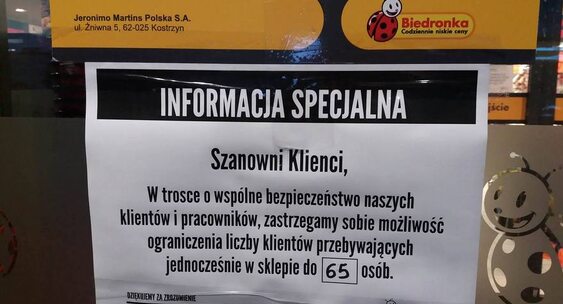 Jeronimo Martins Polska S.A.
ul. Żniwna 5, 62-025 Kostrzyn
Biedronka
Codziennie niskie ceny
INFORMACJA SPECJALNA
Szanowni Klienci,
W trosce o wspólne bezpieczeństwo naszych
klientów i pracowników, zastrzegamy sobie możliwość
ograniczenia liczby klientów przebywających
jednocześnie w sklepie do 65 osób.
DZIĘKUJEMY ZA ZROZUMIENIE